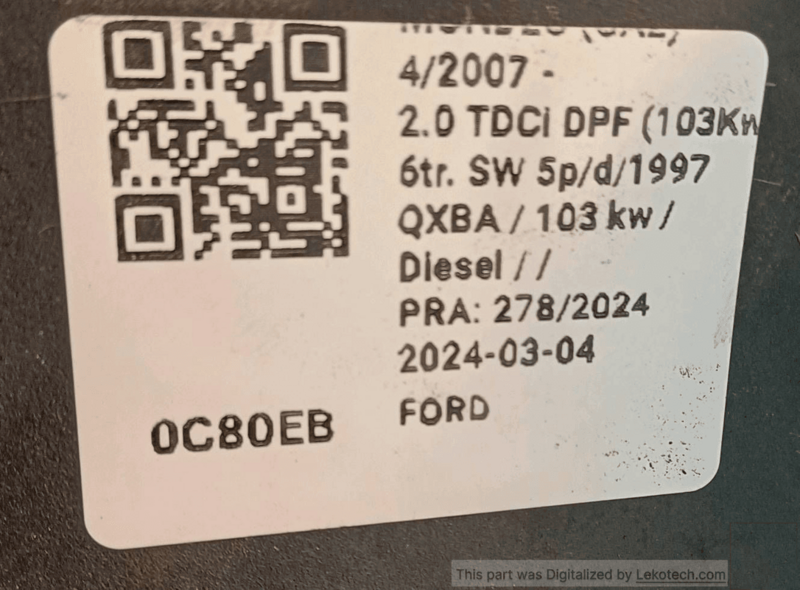 4/2007 -
2.0 TDCi DPF (103Kw
6tr. SW 5p/d/1997
QXBA / 103 kw /
Diesel / /
PRA: 278/2024
2024-03-04
FORD
0C80EB
This part was Digitalized by Lekotech.com